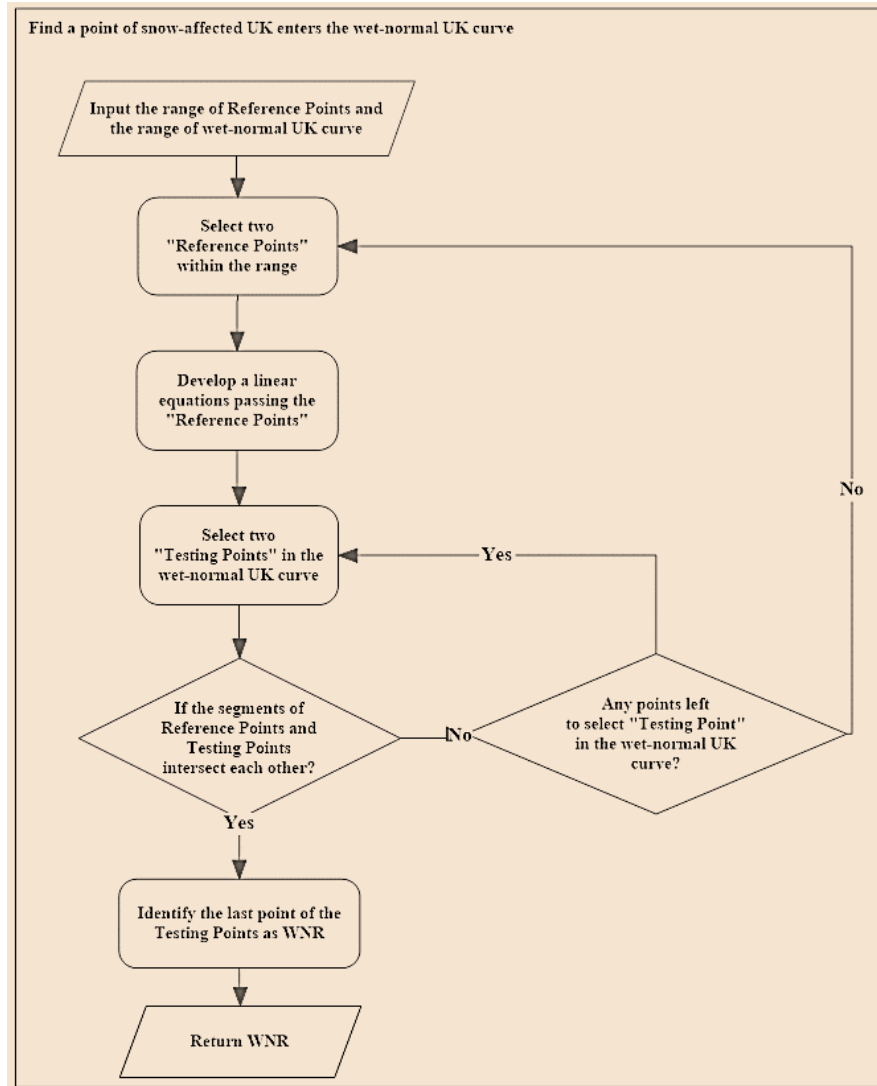 Find a point of snow-affected UK enters the wet-normal UK curve
Input the range of Reference Points and
the range of wet-normal UK curve
Select two
"Reference Points"
within the range
Develop a linear
equations passing the
"Reference Points"
No
Select two
"Testing Points" in the
wet-normal UK curve
Yes
If the segments of
Reference Points and
Testing Points
intersect each other?
No
Any points left
to select "Testing Point"
in the wet-normal UK
curve?
Yes
Identify the last point of the
Testing Points as WNR
Return WNR